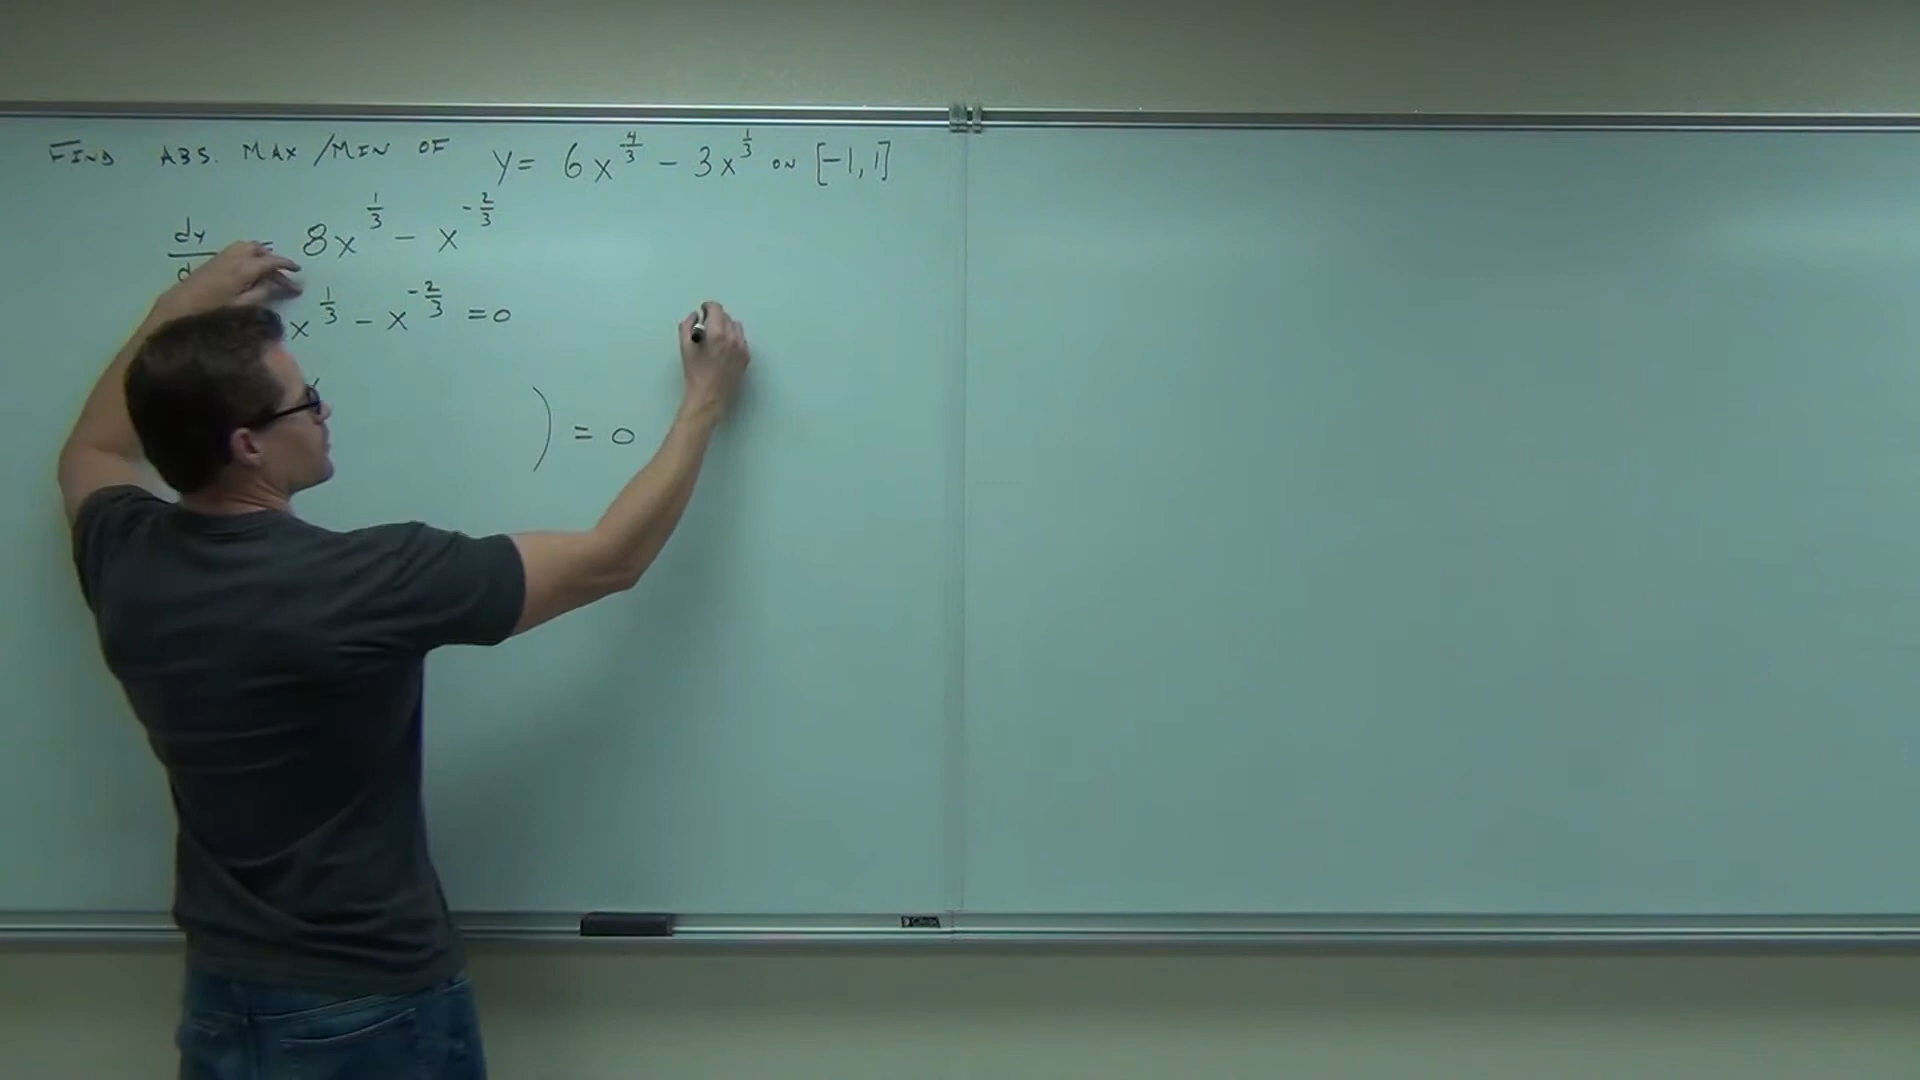 FIND ABS. MAX/MIN OF y = 6x^{4/3} - 3x^{1/3} ON [-1,1]
dy = 8x^{1/3} - x^{-2/3}
x^{1/3} - x^{-2/3} = 0
) = 0